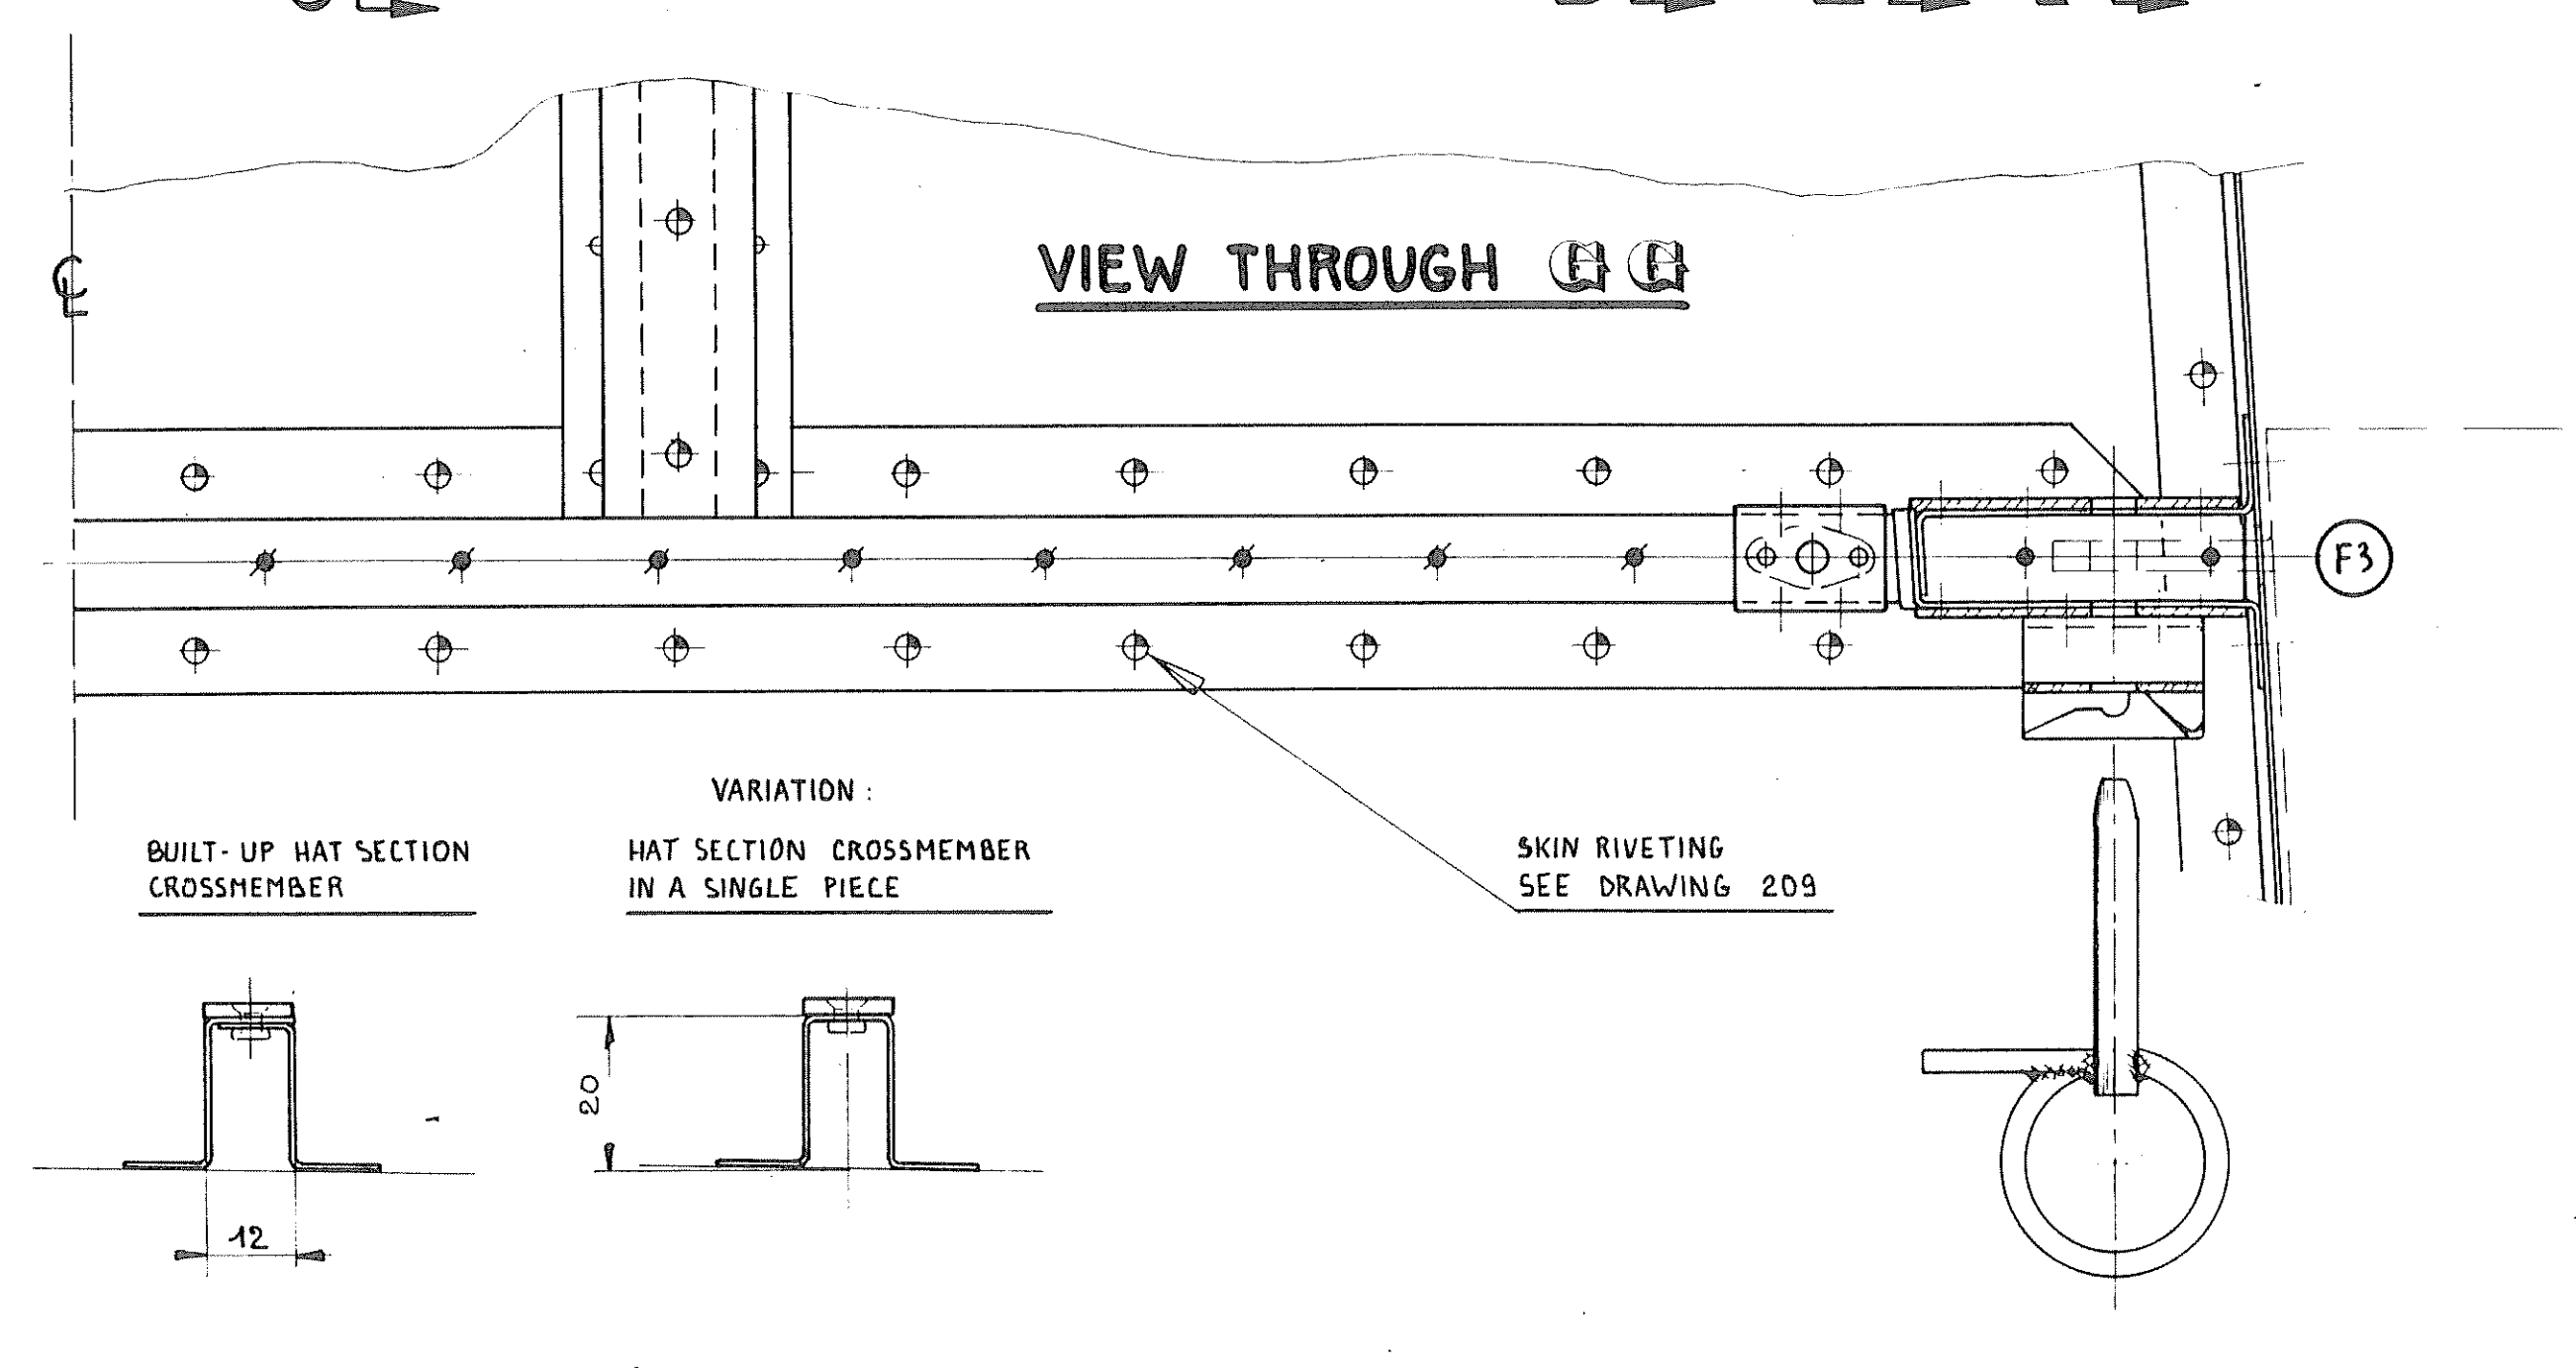 VIEW THROUGH G G
℄
F3
VARIATION :
BUILT-UP HAT SECTION
CROSSMEMBER
HAT SECTION CROSSMEMBER
IN A SINGLE PIECE
SKIN RIVETING
SEE DRAWING 209
20
12